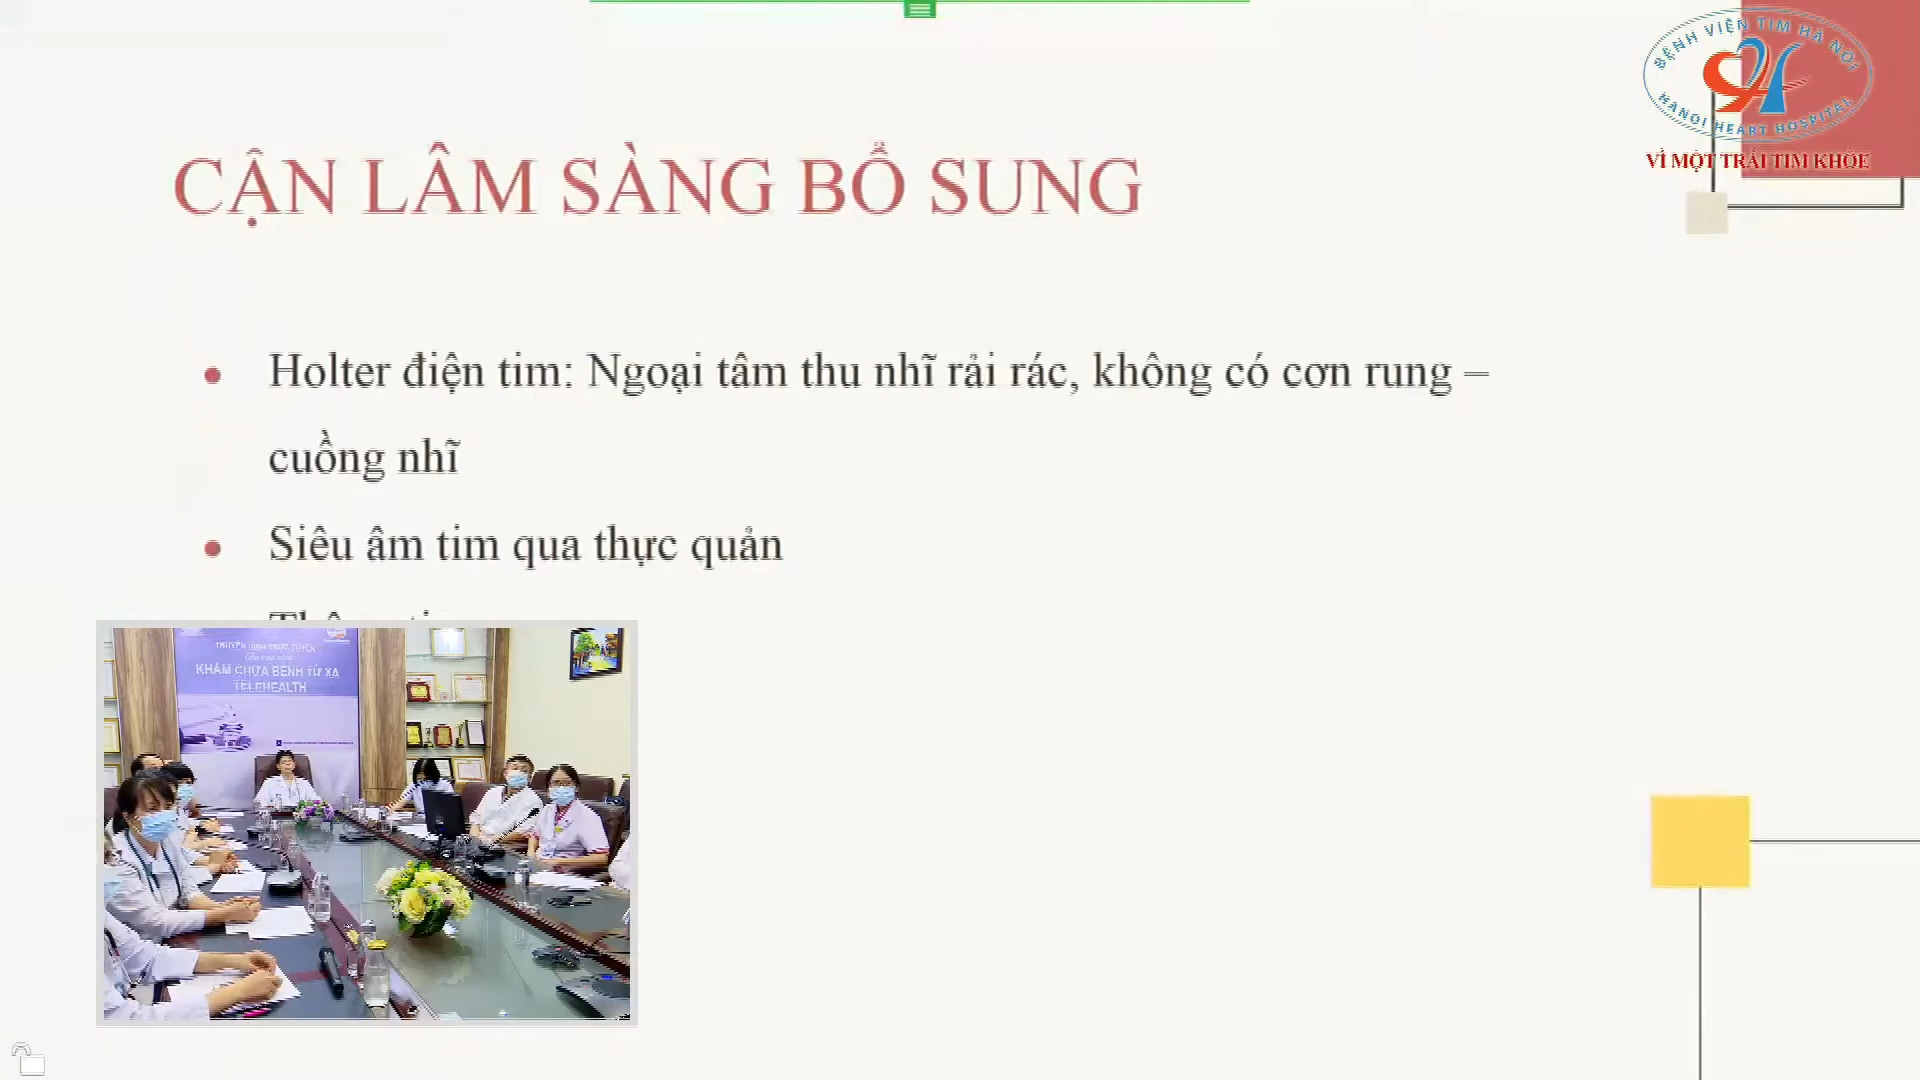 BỆNH VIỆN TIM HÀ NỘI
HANOI HEART HOSPITAL
VÌ MỘT TRÁI TIM KHỎE
CẬN LÂM SÀNG BỔ SUNG
Holter điện tim: Ngoại tâm thu nhĩ rải rác, không có cơn rung –
cuồng nhĩ
Siêu âm tim qua thực quản
TRUYỀN HÌNH TRỰC TUYẾN
KHÁM CHỮA BỆNH TỪ XA
TELEHEALTH